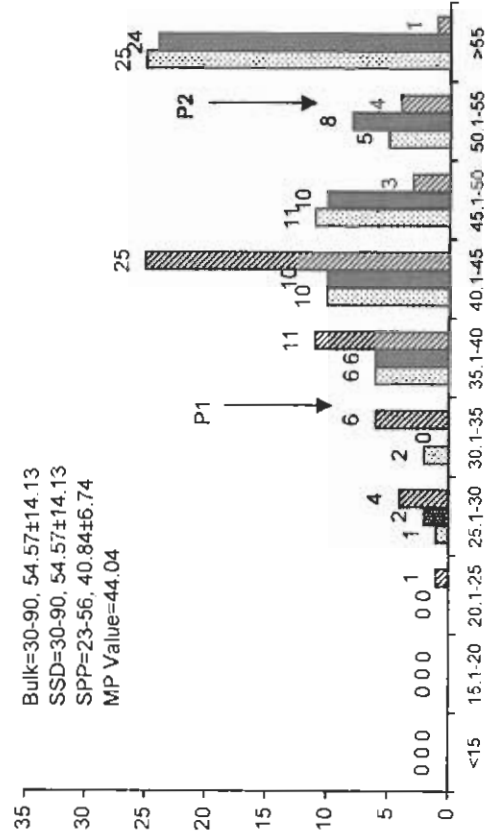 Bulk=30-90, 54.57±14.13
SSD=30-90, 54.57±14.13
SPP=23-56, 40.84±6.74
MP Value=44.04
P1
P2
35
30
25
20
15
10
5
0
0 0 0
0 0 0
0 0 1
1 2 4
2 0 6
6 6 11
10 10 25
11 10 3
5 8 4
25 24 1
<15 15.1-20 20.1-25 25.1-30 30.1-35 35.1-40 40.1-45 45.1-50 50.1-55 >55